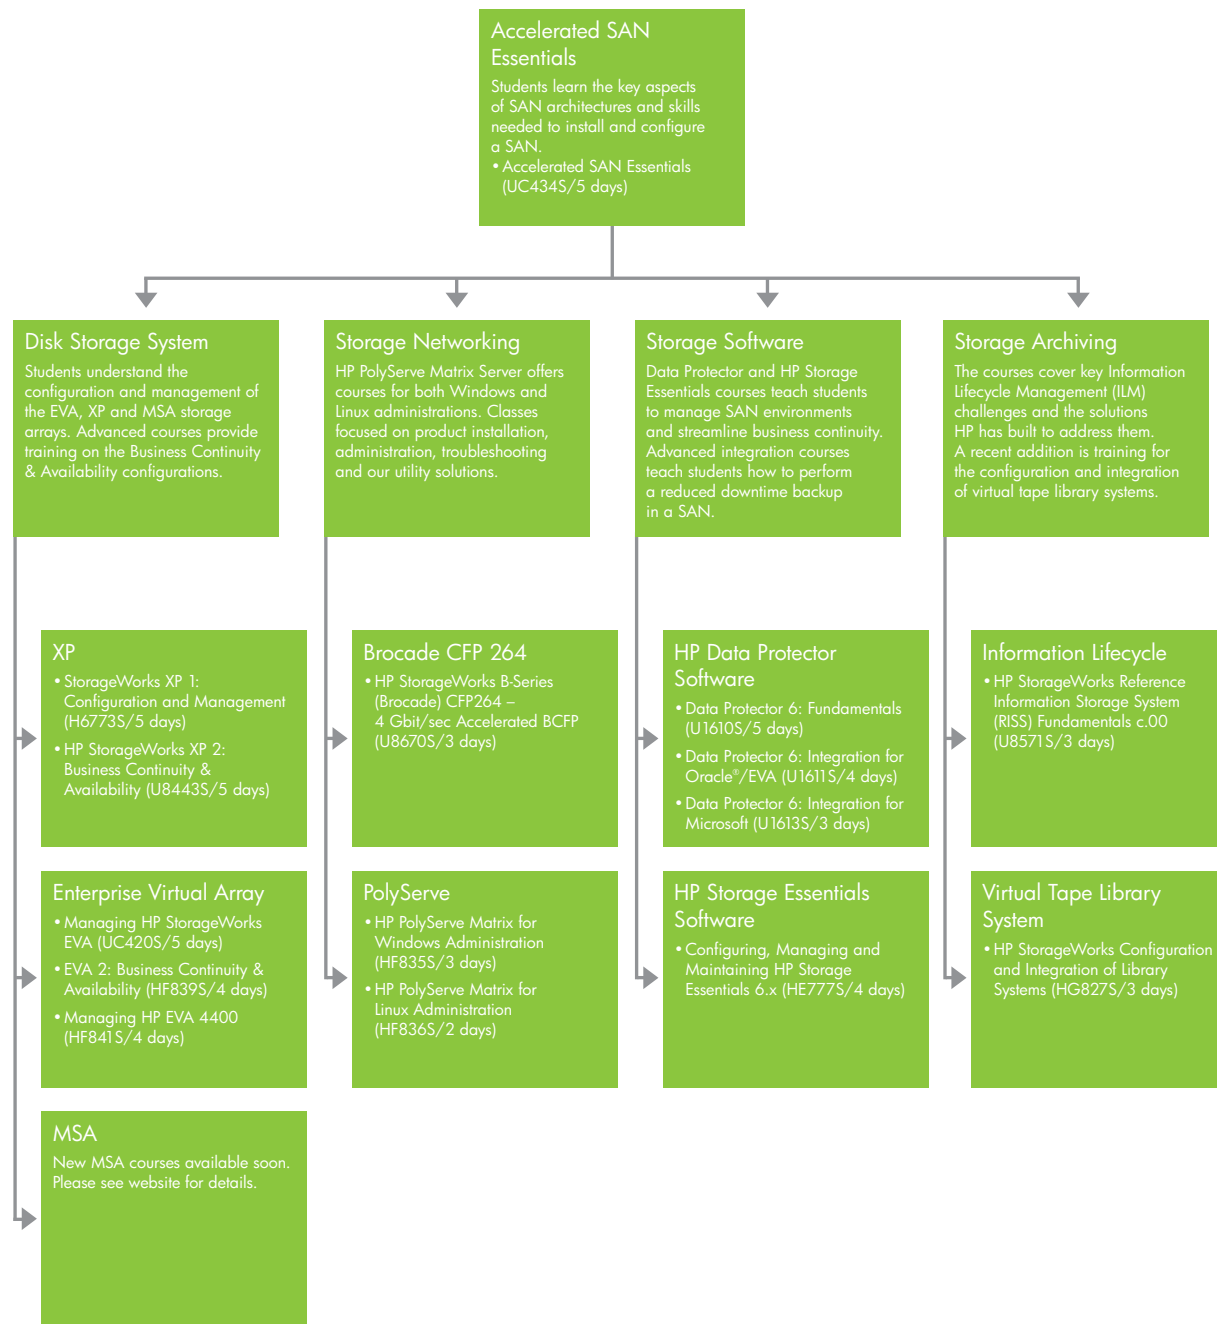 Accelerated SAN
Essentials
Students learn the key aspects
of SAN architectures and skills
needed to install and configure
a SAN.
• Accelerated SAN Essentials
(UC434S/5 days)
Disk Storage System
Students understand the
configuration and management of
the EVA, XP and MSA storage
arrays. Advanced courses provide
training on the Business Continuity
& Availability configurations.
Storage Networking
HP PolyServe Matrix Server offers
courses for both Windows and
Linux administrations. Classes
focused on product installation,
administration, troubleshooting
and our utility solutions.
Storage Software
Data Protector and HP Storage
Essentials courses teach students
to manage SAN environments
and streamline business continuity.
Advanced integration courses
teach students how to perform
a reduced downtime backup
in a SAN.
Storage Archiving
The courses cover key Information
Lifecycle Management (ILM)
challenges and the solutions
HP has built to address them.
A recent addition is training for
the configuration and integration
of virtual tape library systems.
XP
• StorageWorks XP 1:
Configuration and Management
(H6773S/5 days)
• HP StorageWorks XP 2:
Business Continuity &
Availability (U8443S/5 days)
Brocade CFP 264
• HP StorageWorks B-Series
(Brocade) CFP264 –
4 Gbit/sec Accelerated BCFP
(U8670S/3 days)
HP Data Protector
Software
• Data Protector 6: Fundamentals
(U1610S/5 days)
• Data Protector 6: Integration for
Oracle®/EVA (U1611S/4 days)
• Data Protector 6: Integration for
Microsoft (U1613S/3 days)
Information Lifecycle
• HP StorageWorks Reference
Information Storage System
(RISS) Fundamentals c.00
(U8571S/3 days)
Enterprise Virtual Array
• Managing HP StorageWorks
EVA (UC420S/5 days)
• EVA 2: Business Continuity &
Availability (HF839S/4 days)
• Managing HP EVA 4400
(HF841S/4 days)
PolyServe
• HP PolyServe Matrix for
Windows Administration
(HF835S/3 days)
• HP PolyServe Matrix for
Linux Administration
(HF836S/2 days)
HP Storage Essentials
Software
• Configuring, Managing and
Maintaining HP Storage
Essentials 6.x (HE777S/4 days)
Virtual Tape Library
System
• HP StorageWorks Configuration
and Integration of Library
Systems (HG827S/3 days)
MSA
New MSA courses available soon.
Please see website for details.